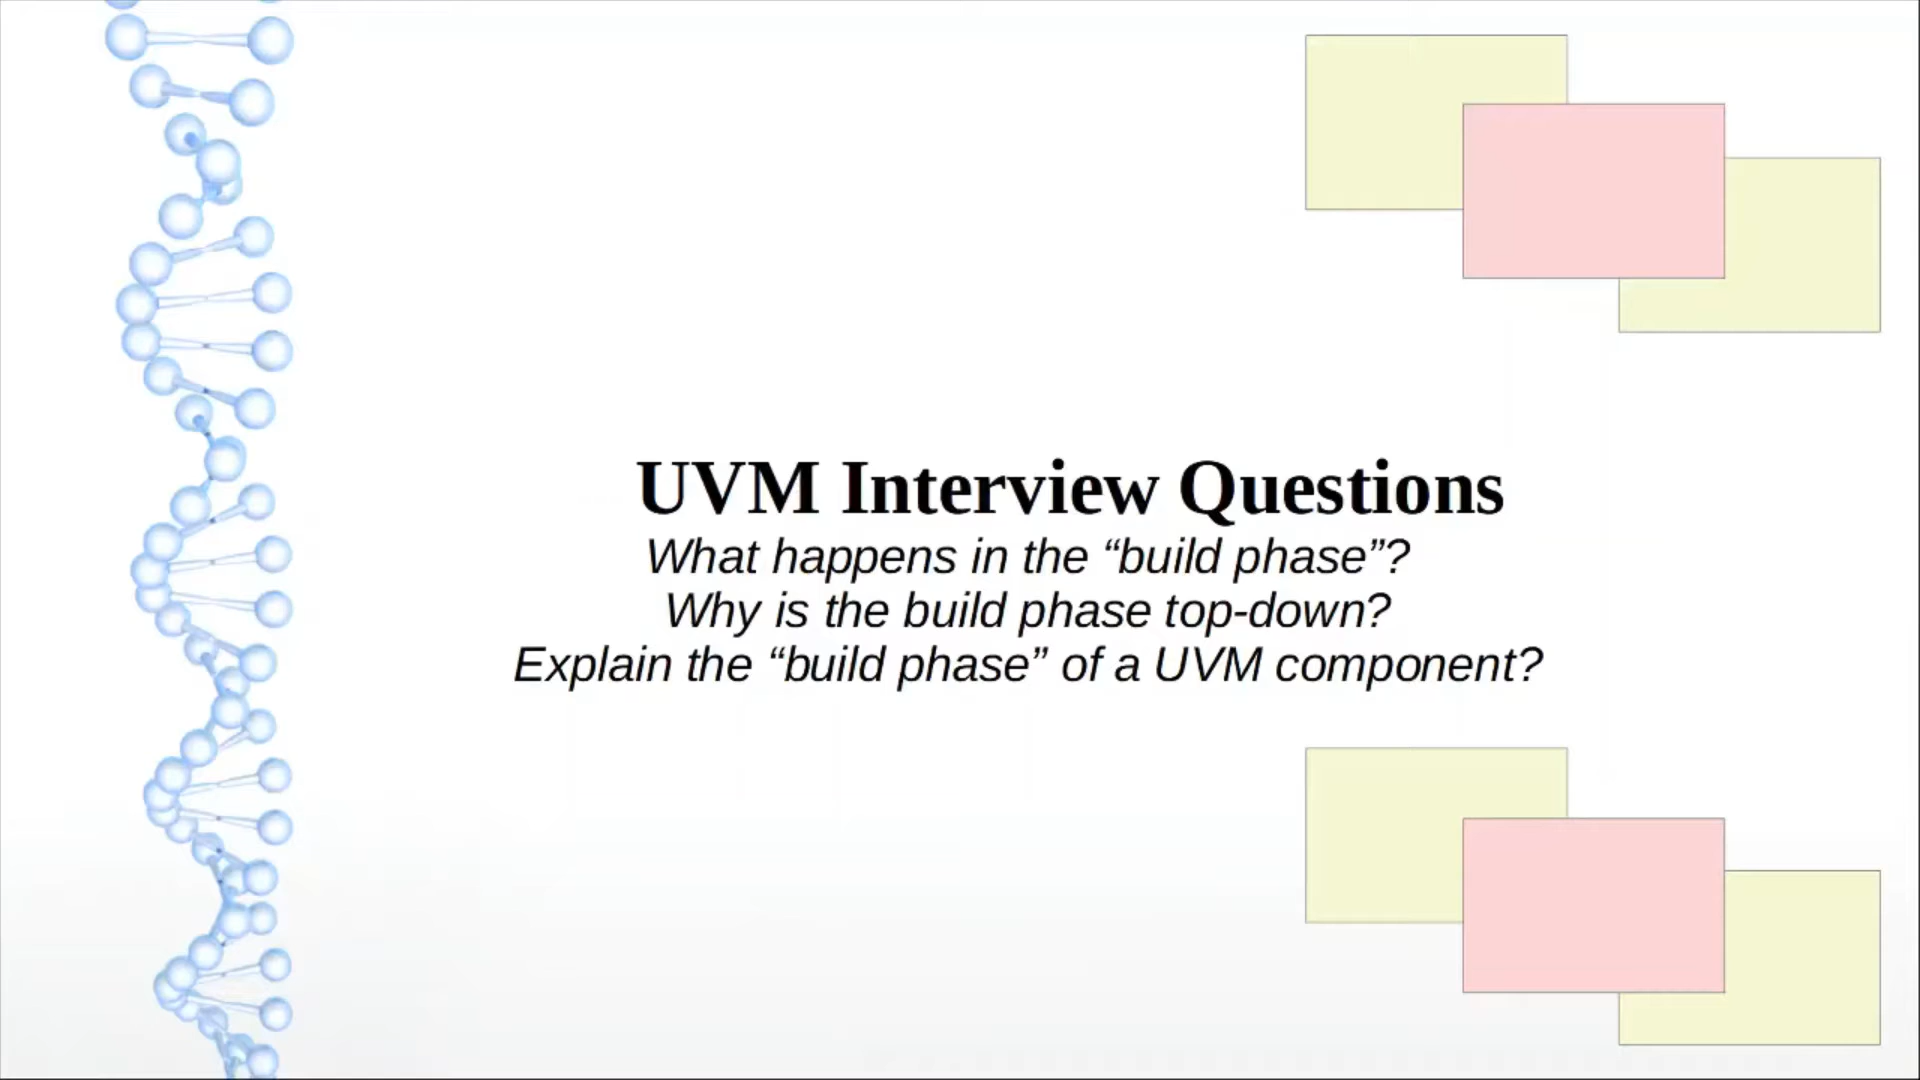 UVM Interview Questions
What happens in the “build phase”?
Why is the build phase top-down?
Explain the “build phase” of a UVM component?